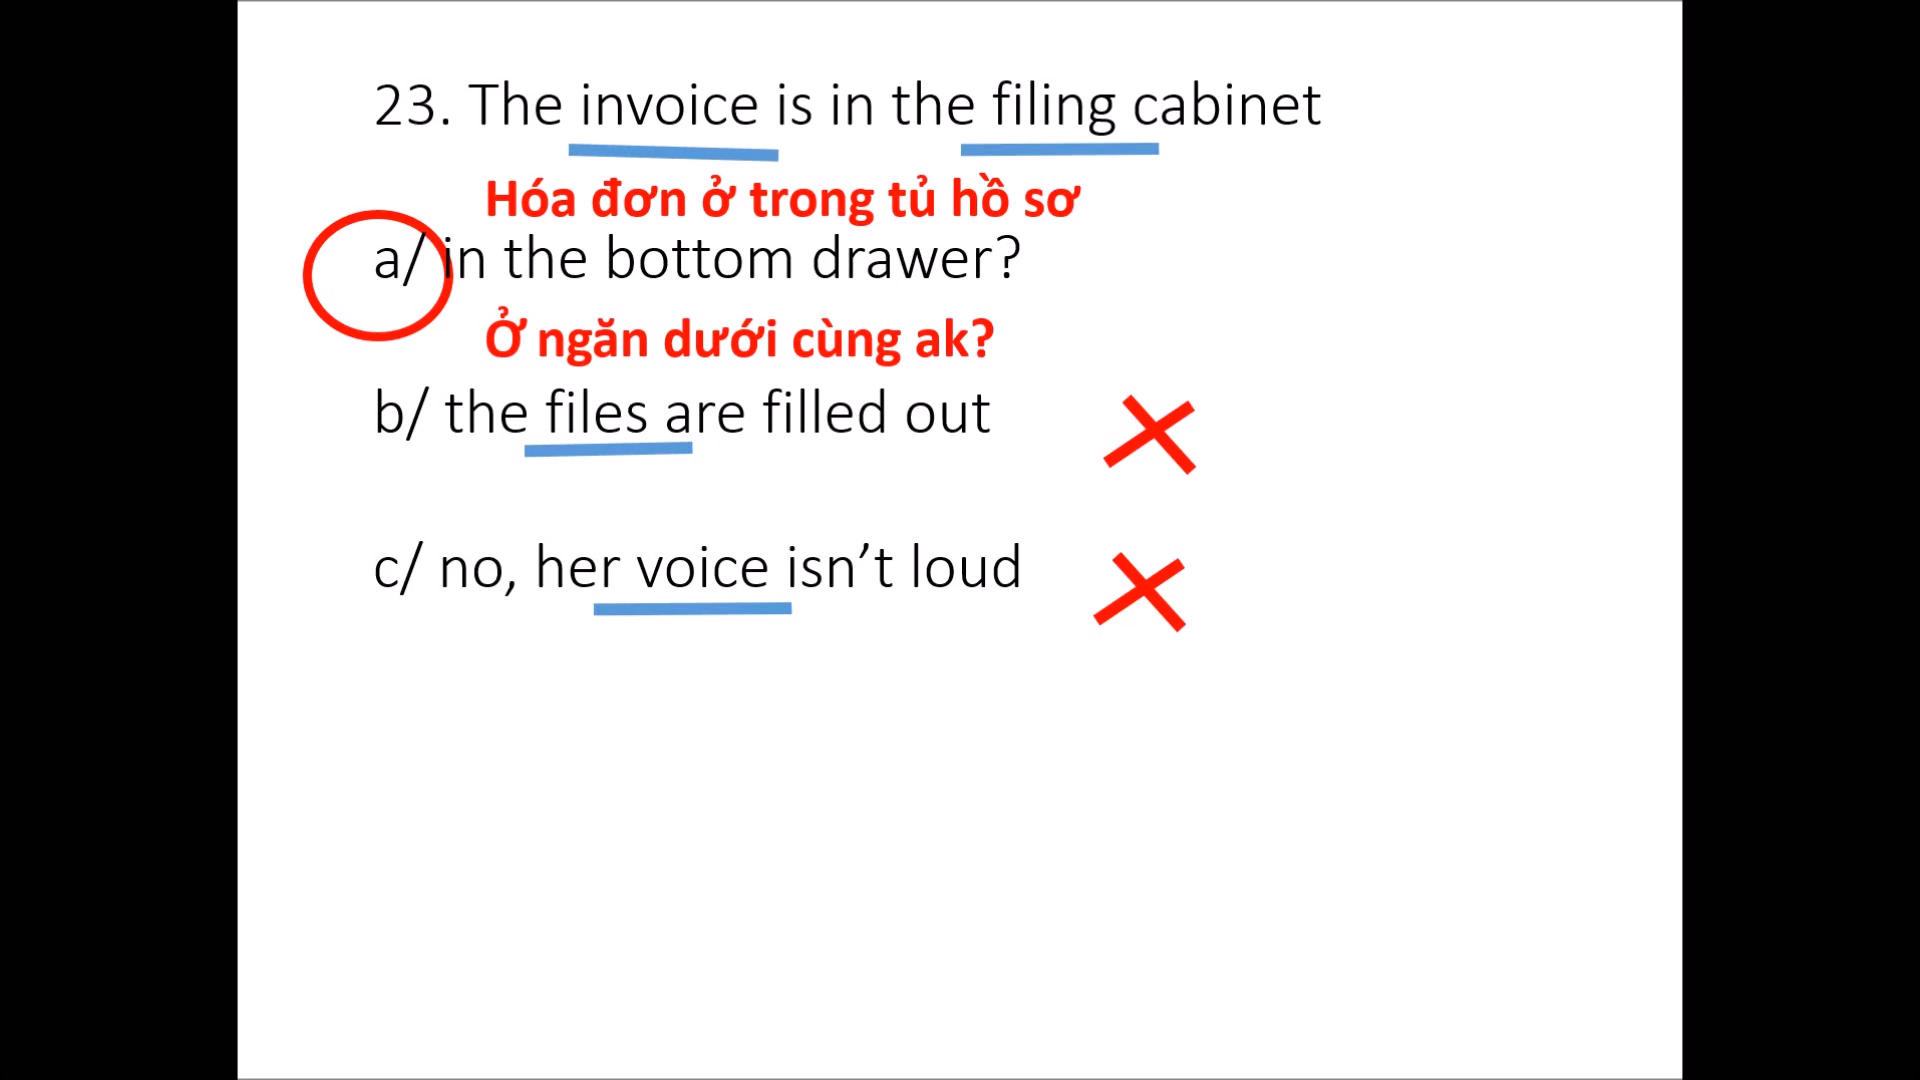 23. The invoice is in the filing cabinet
Hóa đơn ở trong tủ hồ sơ
a/ in the bottom drawer?
Ở ngăn dưới cùng ak?
b/ the files are filled out
c/ no, her voice isn’t loud